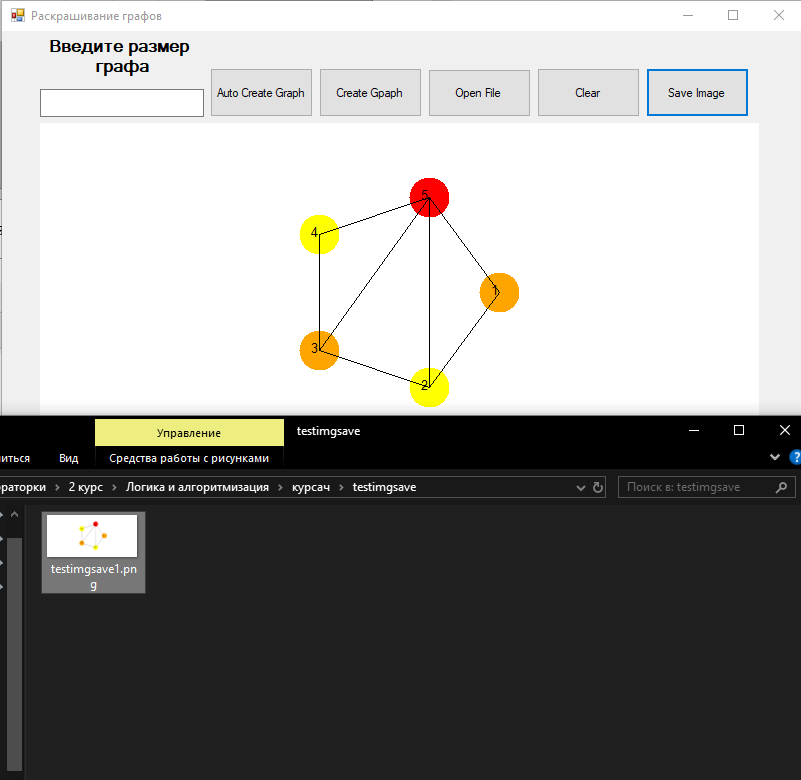 Раскрашивание графов
Введите размер
графа
Auto Create Graph
Create Gpaph
Open File
Clear
Save Image
5
4
1
3
2
Управление
testimgsave
иться
Вид
Средства работы с рисунками
?
раторки › 2 курс › Логика и алгоритмизация › курсач › testimgsave
Поиск в: testimgsave
testimgsave1.pn
g